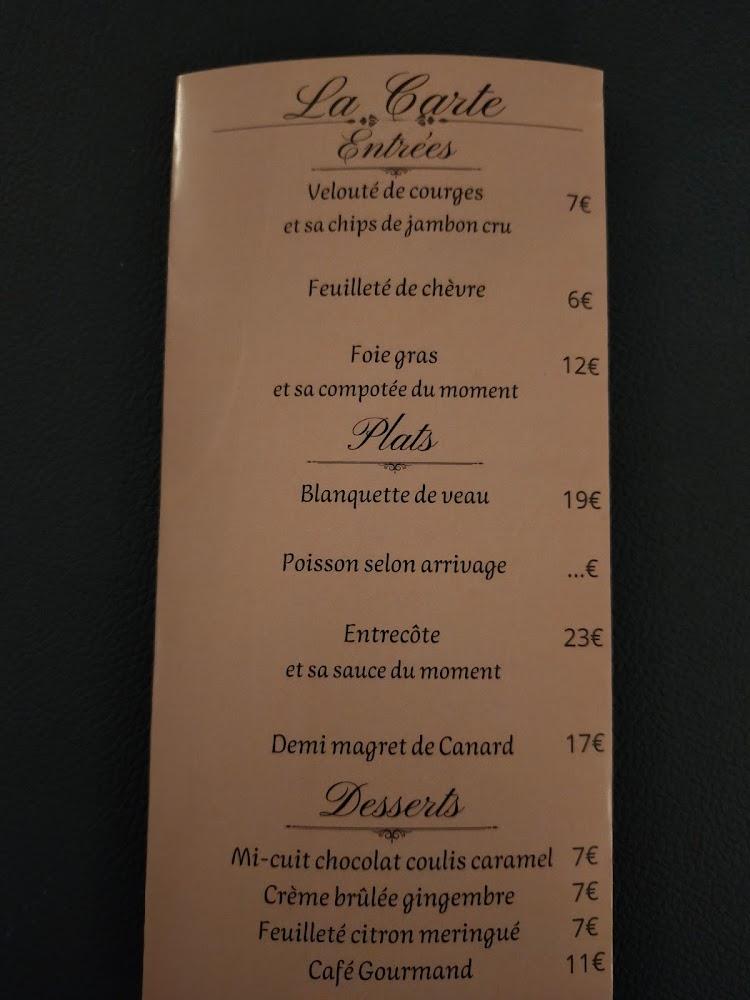 La Carte
Entrées
Velouté de courges
et sa chips de jambon cru 7€
Feuilleté de chèvre 6€
Foie gras
et sa compotée du moment 12€
Plats
Blanquette de veau 19€
Poisson selon arrivage ...€
Entrecôte 23€
et sa sauce du moment
Demi magret de Canard 17€
Desserts
Mi-cuit chocolat coulis caramel 7€
Crème brûlée gingembre 7€
Feuilleté citron meringué 7€
Café Gourmand 11€